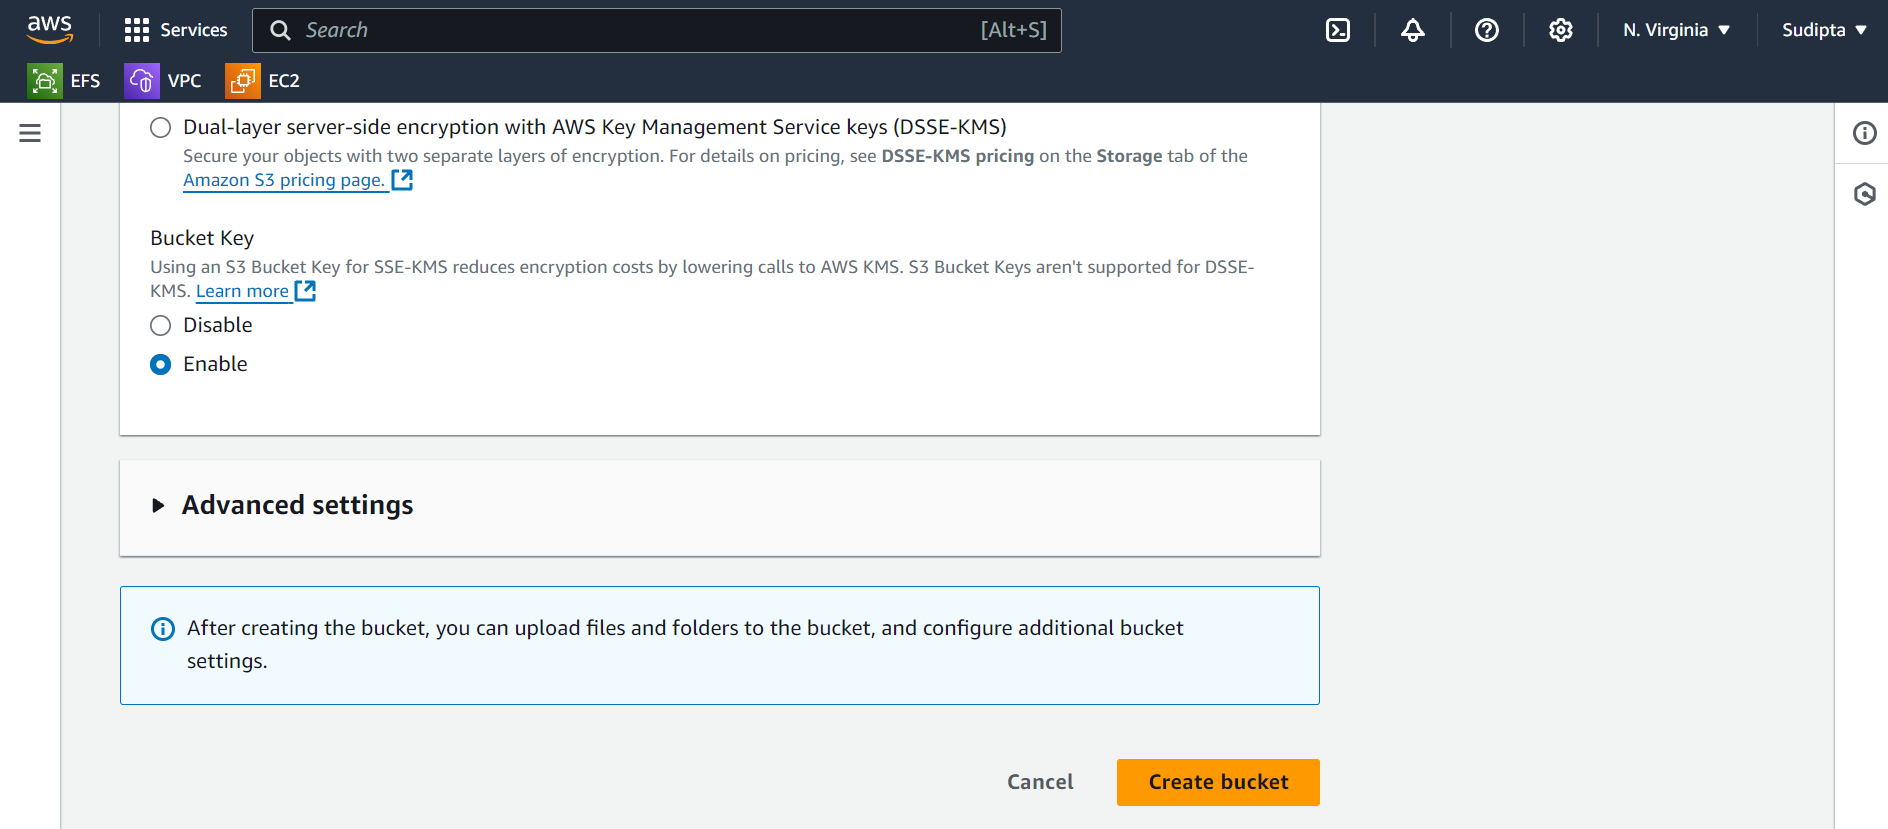 aws
Services
Search
[Alt+S]
N. Virginia
Sudipta
EFS
VPC
EC2
Dual-layer server-side encryption with AWS Key Management Service keys (DSSE-KMS)
Secure your objects with two separate layers of encryption. For details on pricing, see DSSE-KMS pricing on the Storage tab of the
Amazon S3 pricing page.
Bucket Key
Using an S3 Bucket Key for SSE-KMS reduces encryption costs by lowering calls to AWS KMS. S3 Bucket Keys aren't supported for DSSE-
KMS. Learn more
Disable
Enable
Advanced settings
After creating the bucket, you can upload files and folders to the bucket, and configure additional bucket
settings.
Cancel
Create bucket